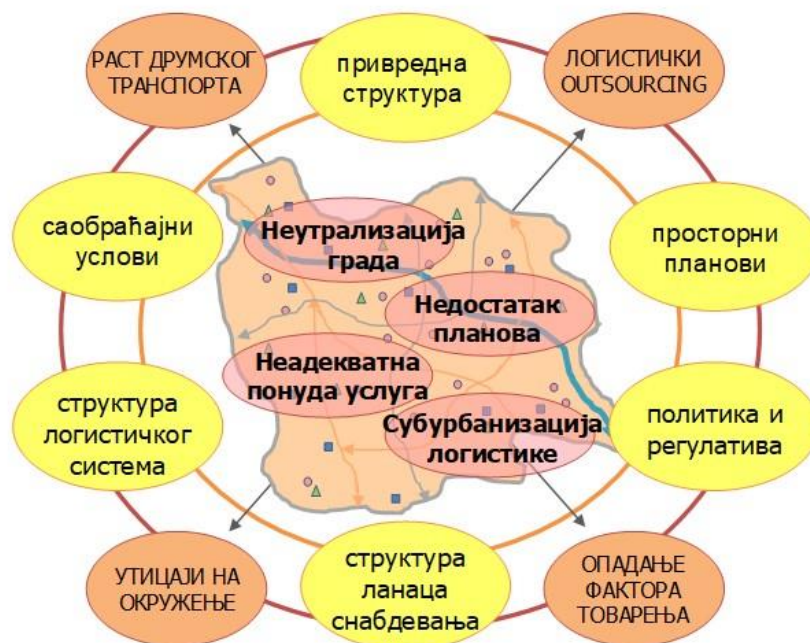 РАСТ ДРУМСКОГ
ТРАНСПОРТА
привредна
структура
ЛОГИСТИЧКИ
OUTSOURCING
саобраћајни
услови
Неутрализација
града
просторни
планови
Недостатак
планова
Неадекватна
понуда услуга
структура
логистичког
система
Субурбанизација
логистике
политика и
регулатива
УТИЦАЈИ НА
ОКРУЖЕЊЕ
структура
ланаца
снабдевања
ОПАДАЊЕ
ФАКТОРА
ТОВАРЕЊА